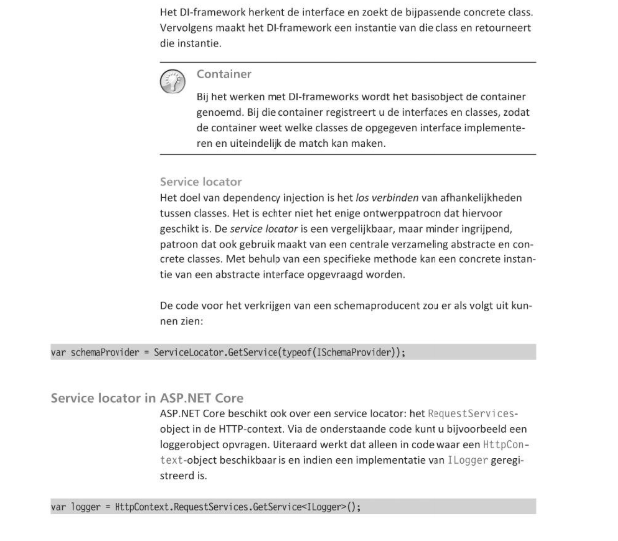 Het DI-framework herkent de interface en zoekt de bijpassende concrete class.
Vervolgens maakt het DI-framework een instantie van die class en retourneert
die instantie.
Container
Bij het werken met DI-frameworks wordt het basisobject de container
genoemd. Bij die container registreert u de interfaces en classes, zodat
de container weet welke classes de opgegeven interface implemente-
ren en uiteindelijk de match kan maken.
Service locator
Het doel van dependency injection is het los verbinden van afhankelijkheden
tussen classes. Het is echter niet het enige ontwerppatroon dat hiervoor
geschikt is. De service locator is een vergelijkbaar, maar minder ingrijpend,
patroon dat ook gebruik maakt van een centrale verzameling abstracte en con-
crete classes. Met behulp van een specifieke methode kan een concrete instan-
tie van een abstracte interface opgevraagd worden.
De code voor het verkrijgen van een schemaproducent zou er als volgt uit kun-
nen zien:
var schemaProvider = ServiceLocator.GetService(typeof(ISchemaProvider));
Service locator in ASP.NET Core
ASP.NET Core beschikt ook over een service locator: het RequestServices-
object in de HTTP-context. Via de onderstaande code kunt u bijvoorbeeld een
loggerobject opvragen. Uiteraard werkt dat alleen in code waar een HttpCon-
text-object beschikbaar is en indien een implementatie van ILogger geregi-
streerd is.
var logger = HttpContext.RequestServices.GetService<ILogger>();